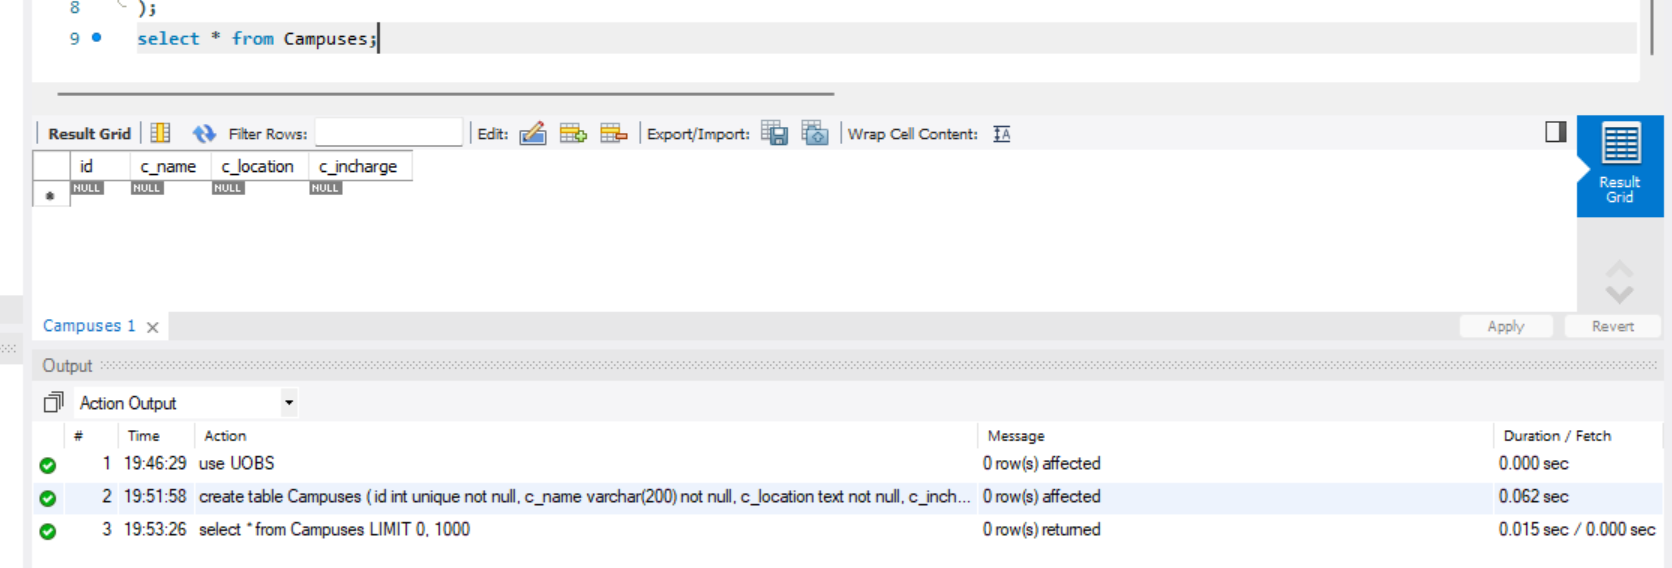 8 );
9 select * from Campuses;
Result Grid Filter Rows: Edit: Export/Import: Wrap Cell Content: IA
id c_name c_location c_incharge
NULL NULL NULL NULL
*
Result
Grid
Campuses 1 × Apply Revert
Output
Action Output
# Time Action Message Duration / Fetch
1 19:46:29 use UOBS 0 row(s) affected 0.000 sec
2 19:51:58 create table Campuses ( id int unique not null, c_name varchar(200) not null, c_location text not null, c_inch... 0 row(s) affected 0.062 sec
3 19:53:26 select * from Campuses LIMIT 0, 1000 0 row(s) returned 0.015 sec / 0.000 sec